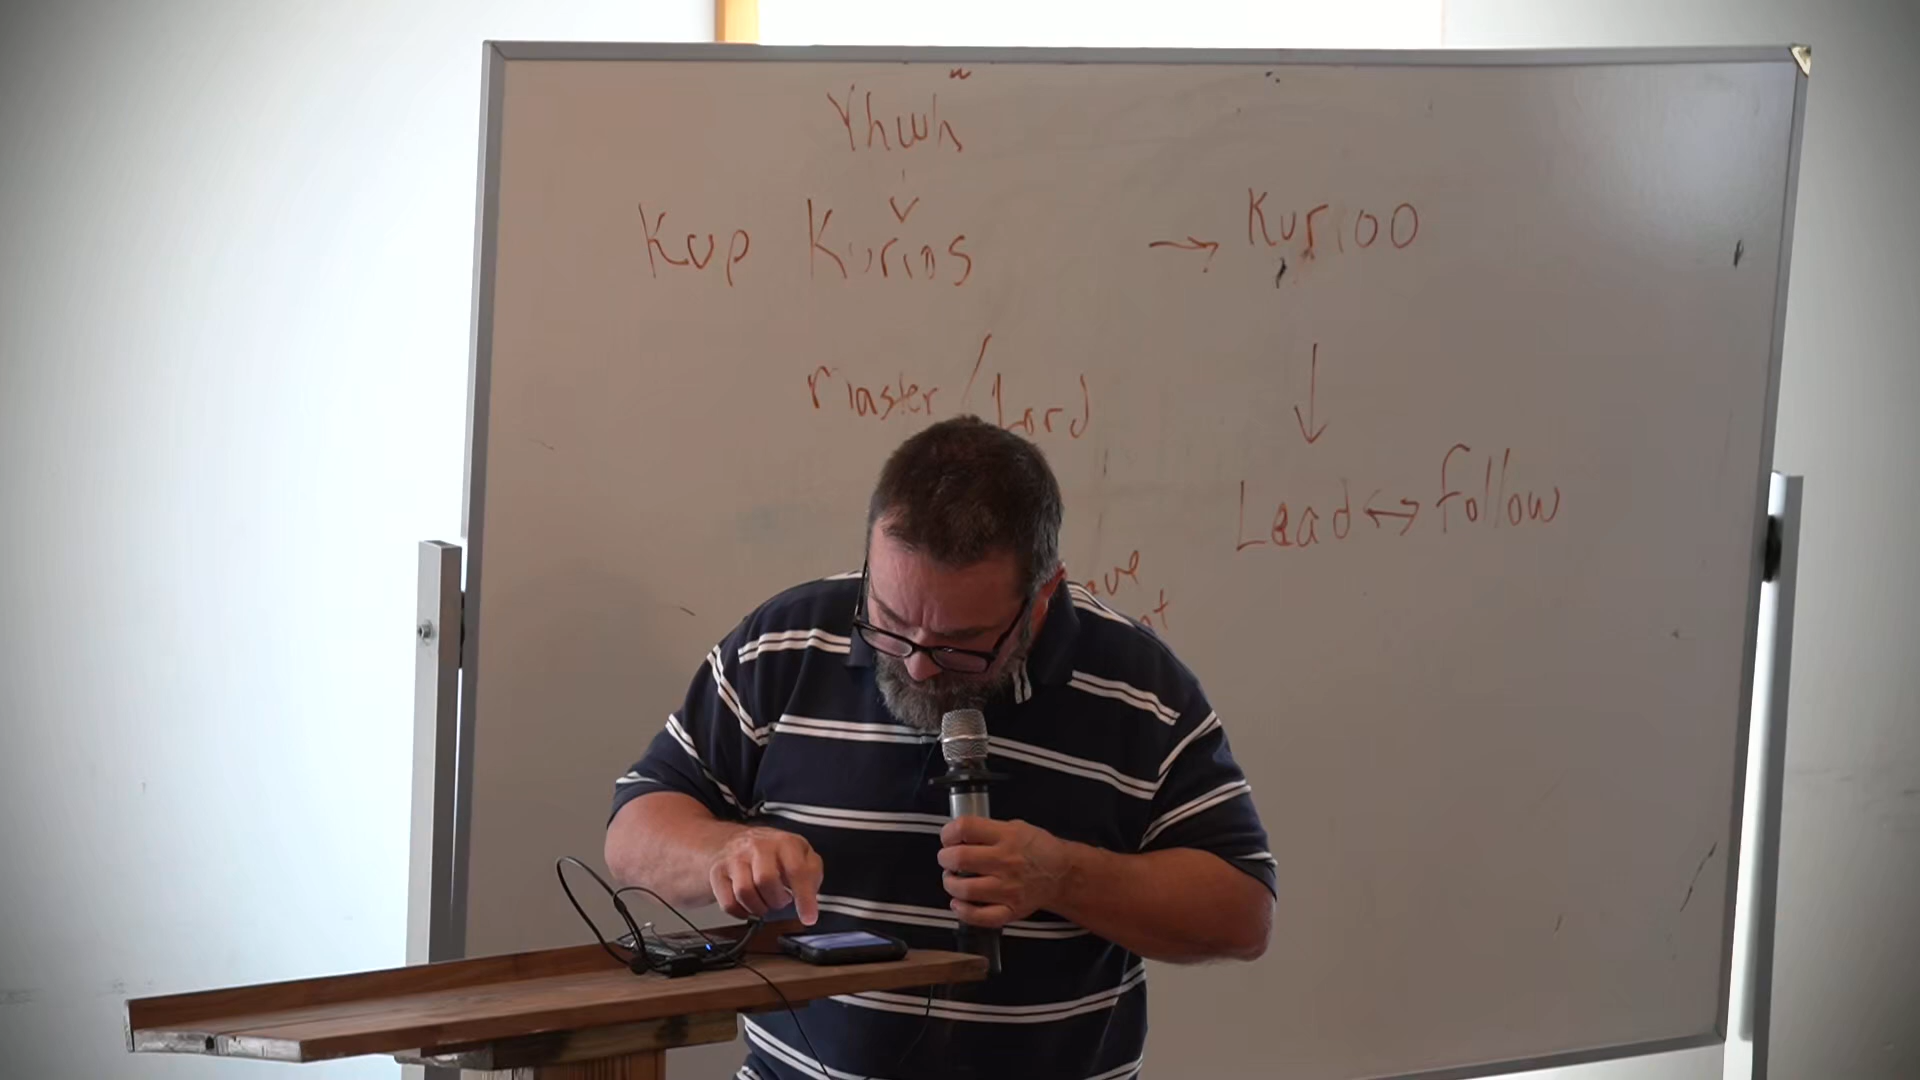 Yhwh
Kup Kurios → Kurioo
Master/Lord
Lead ↔ follow